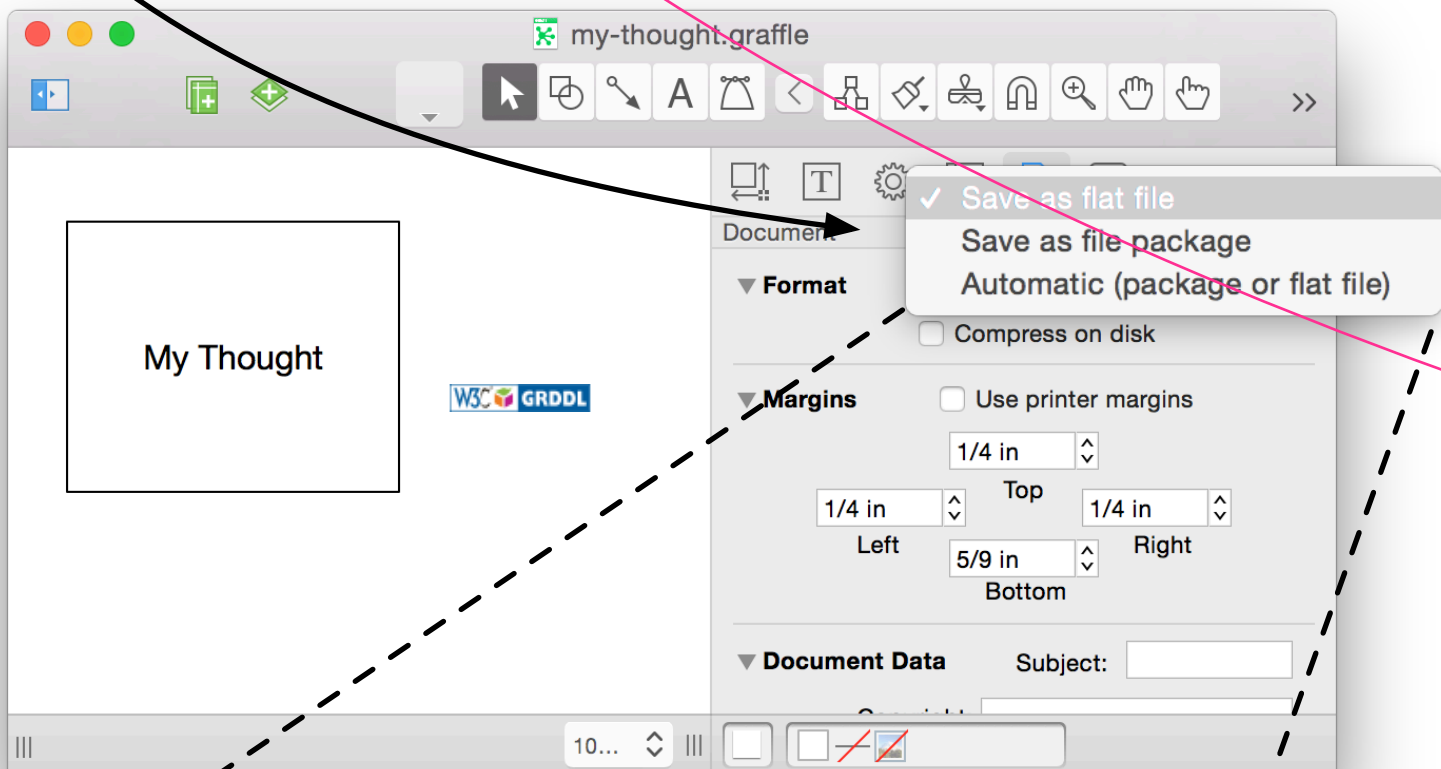 my-thought.graffle
A
T
Save as flat file
Document
Save as file package
Format
Automatic (package or flat file)
Compress on disk
My Thought
W3C GRDDL
Margins
Use printer margins
1/4 in
Top
1/4 in
1/4 in
Left
Right
5/9 in
Bottom
Document Data
Subject:
10...